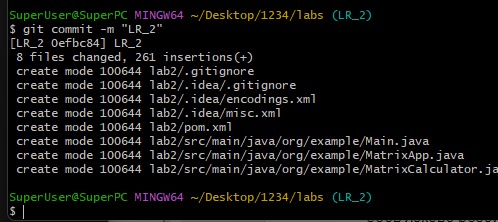 SuperUser@SuperPC MINGW64 ~/Desktop/1234/labs (LR_2)
$ git commit -m "LR_2"
[LR_2 0efbc84] LR_2
 8 files changed, 261 insertions(+)
 create mode 100644 lab2/.gitignore
 create mode 100644 lab2/.idea/.gitignore
 create mode 100644 lab2/.idea/encodings.xml
 create mode 100644 lab2/.idea/misc.xml
 create mode 100644 lab2/pom.xml
 create mode 100644 lab2/src/main/java/org/example/Main.java
 create mode 100644 lab2/src/main/java/org/example/MatrixApp.java
 create mode 100644 lab2/src/main/java/org/example/MatrixCalculator.ja
SuperUser@SuperPC MINGW64 ~/Desktop/1234/labs (LR_2)
$